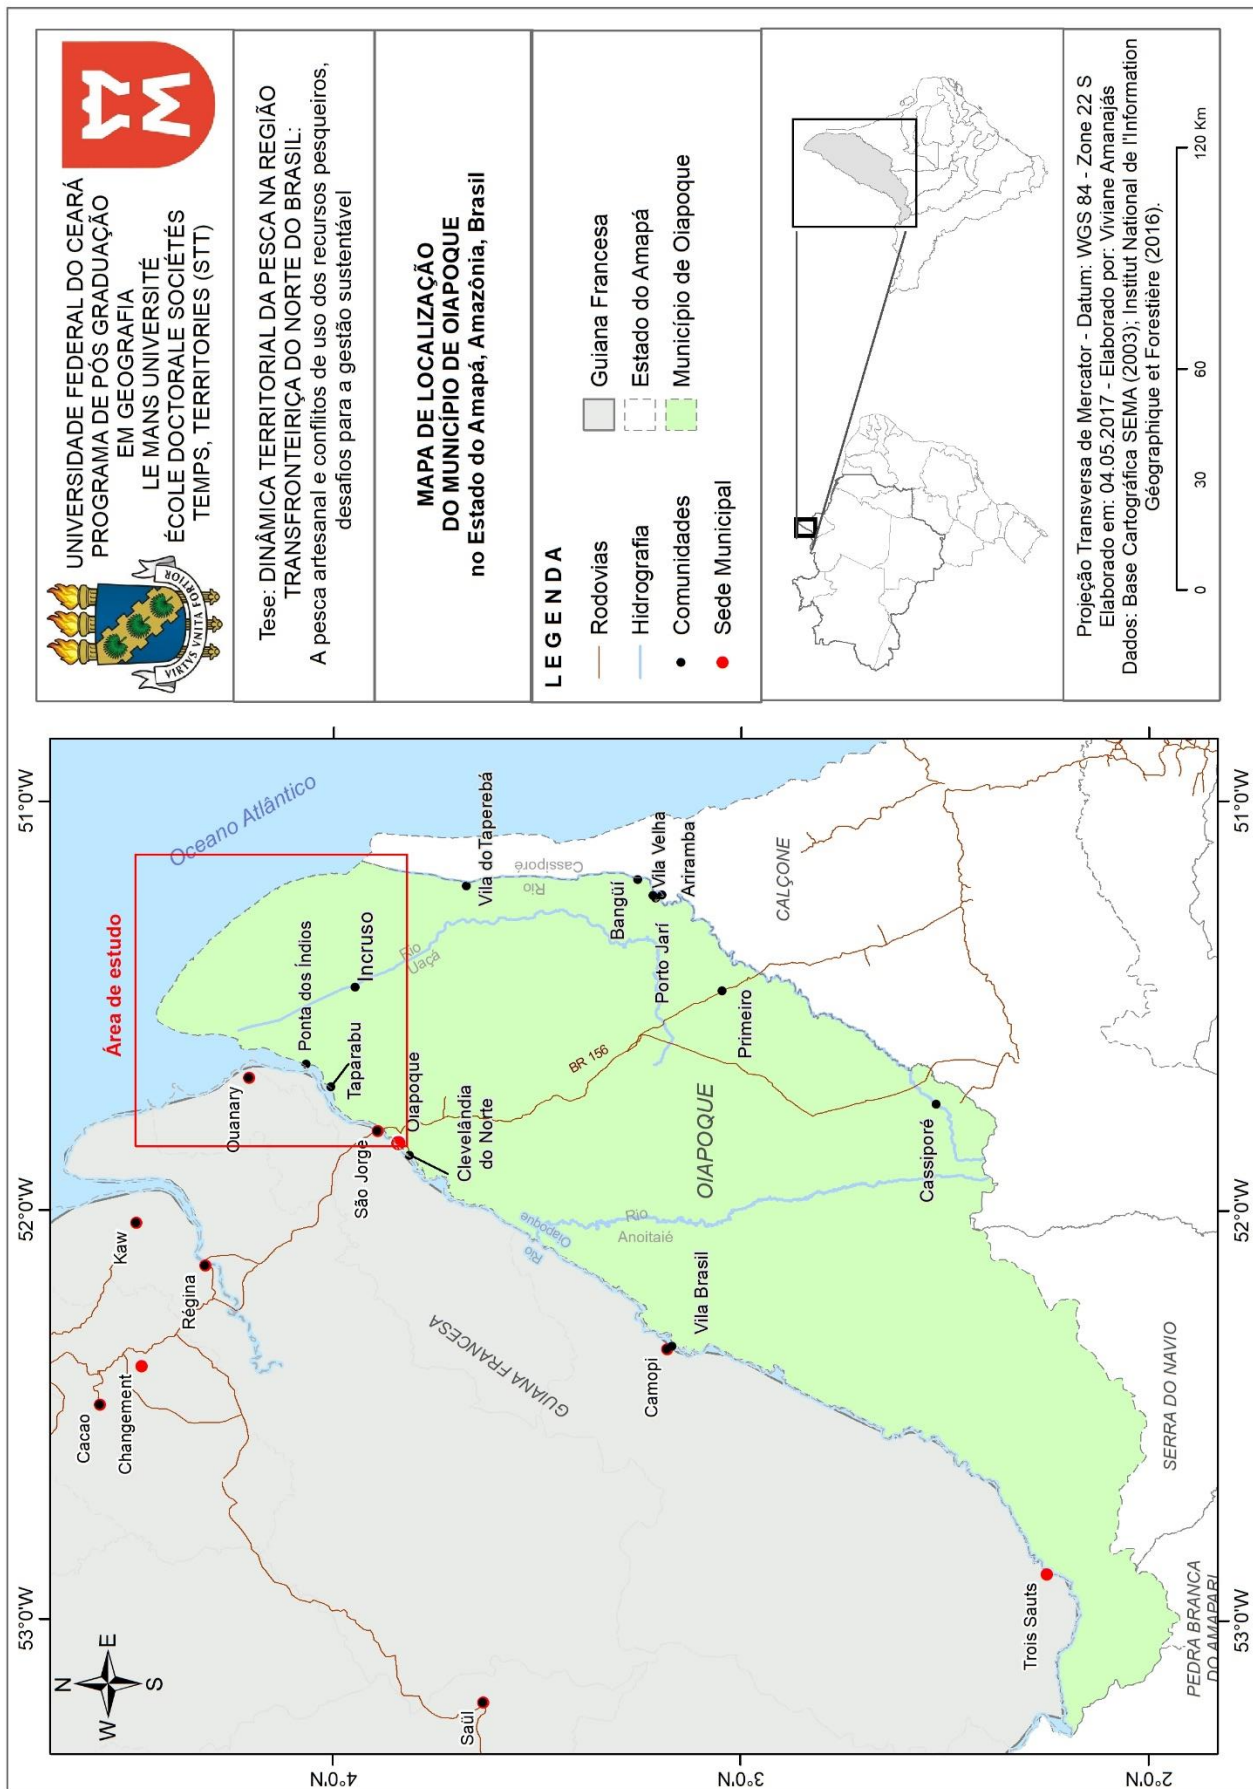 53°0'W
52°0'W
51°0'W
4°0'N
3°0'N
2°0'N
N
W
E
S
Oceano Atlântico
Área de estudo
Cacao
Changement
Kaw
Régina
Ouanary
Ponta dos Índios
Taparabu
Incruso
Rio
Uaçá
São Jorge
Oiapoque
Clevelândia
do Norte
Saül
GUIANA FRANCESA
Rio
Oiapoque
Rio
Anoitaié
BR 156
Vila do Taperebá
Rio
Cassiporé
Bangüí
Vila Velha
Ariramba
Porto Jarí
Primeiro
CALÇONE
OIAPOQUE
Camopi
Vila Brasil
Cassiporé
Trois Sauts
SERRA DO NAVIO
PEDRA BRANCA
DO AMAPARI
53°0'W
51°0'W
52°0'W
VIRTVS VNITA FORTIOR
UNIVERSIDADE FEDERAL DO CEARÁ
PROGRAMA DE PÓS GRADUAÇÃO
EM GEOGRAFIA
LE MANS UNIVERSITÉ
ÉCOLE DOCTORALE SOCIÉTÉS
TEMPS, TERRITORIES (STT)
Tese: DINÂMICA TERRITORIAL DA PESCA NA REGIÃO
TRANSFRONTEIRIÇA DO NORTE DO BRASIL:
A pesca artesanal e conflitos de uso dos recursos pesqueiros,
desafios para a gestão sustentável
MAPA DE LOCALIZAÇÃO
DO MUNICÍPIO DE OIAPOQUE
no Estado do Amapá, Amazônia, Brasil
LEGENDA
Rodovias
Hidrografia
Comunidades
Sede Municipal
Guiana Francesa
Estado do Amapá
Município de Oiapoque
0 30 60 120 Km
Projeção Transversa de Mercator - Datum: WGS 84 - Zone 22 S
Elaborado em: 04.05.2017 - Elaborado por: Viviane Amanajás
Dados: Base Cartográfica SEMA (2003); Institut National de l'Information
Géographique et Forestière (2016).